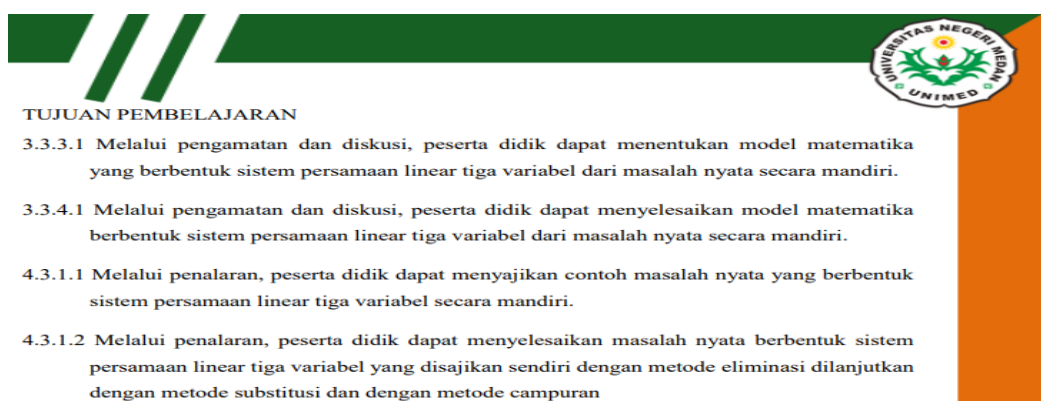 UNIVERSITAS NEGERI MEDAN
UNIMED
TUJUAN PEMBELAJARAN
3.3.3.1 Melalui pengamatan dan diskusi, peserta didik dapat menentukan model matematika
yang berbentuk sistem persamaan linear tiga variabel dari masalah nyata secara mandiri.
3.3.4.1 Melalui pengamatan dan diskusi, peserta didik dapat menyelesaikan model matematika
berbentuk sistem persamaan linear tiga variabel dari masalah nyata secara mandiri.
4.3.1.1 Melalui penalaran, peserta didik dapat menyajikan contoh masalah nyata yang berbentuk
sistem persamaan linear tiga variabel secara mandiri.
4.3.1.2 Melalui penalaran, peserta didik dapat menyelesaikan masalah nyata berbentuk sistem
persamaan linear tiga variabel yang disajikan sendiri dengan metode eliminasi dilanjutkan
dengan metode substitusi dan dengan metode campuran